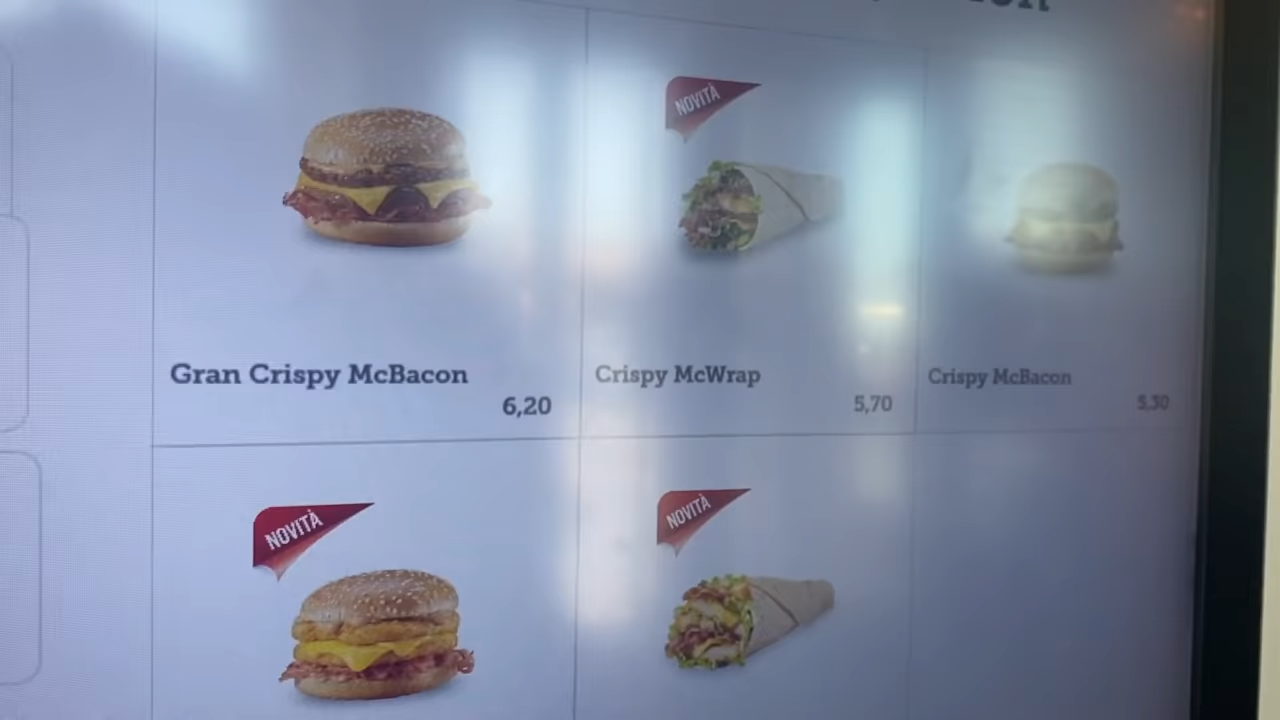 NOVITÀ
Gran Crispy McBacon
6,20
Crispy McWrap
5,70
Crispy McBacon
5,30
NOVITÀ
NOVITÀ